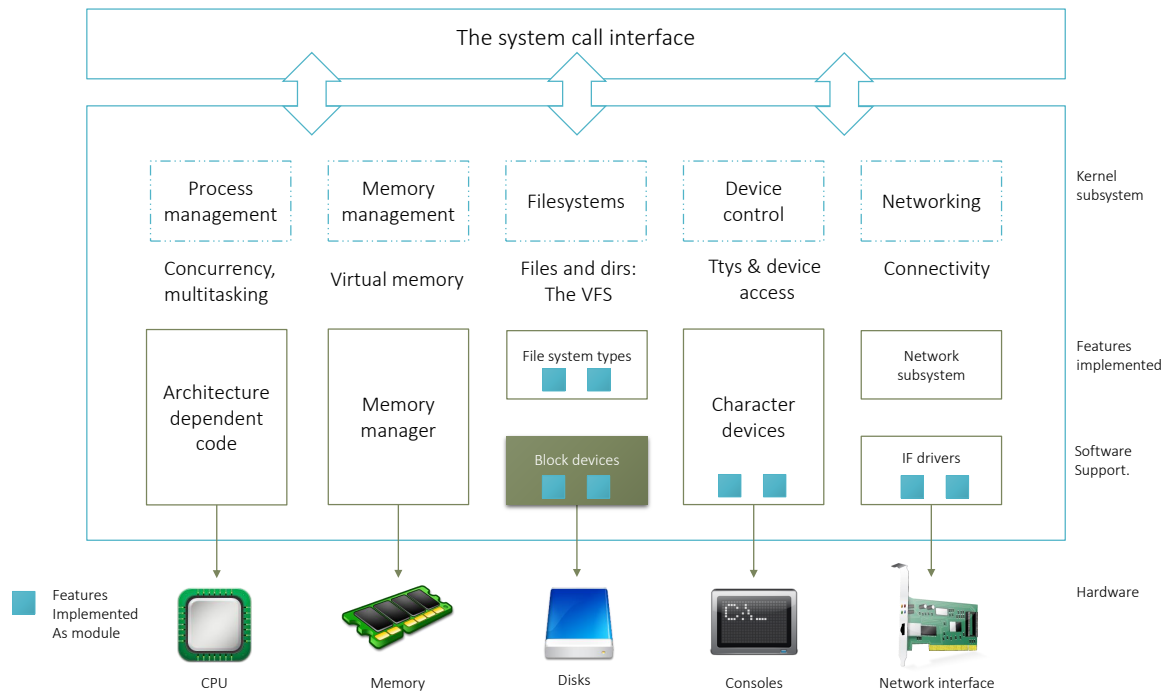 The system call interface
Process
management
Memory
management
Filesystems
Device
control
Networking
Kernel
subsystem
Concurrency,
multitasking
Virtual memory
Files and dirs:
The VFS
Ttys & device
access
Connectivity
Architecture
dependent
code
Memory
manager
File system types
Block devices
Character
devices
Network
subsystem
IF drivers
Features
implemented
Software
Support.
Features
Implemented
As module
C:\_
Hardware
CPU
Memory
Disks
Consoles
Network interface